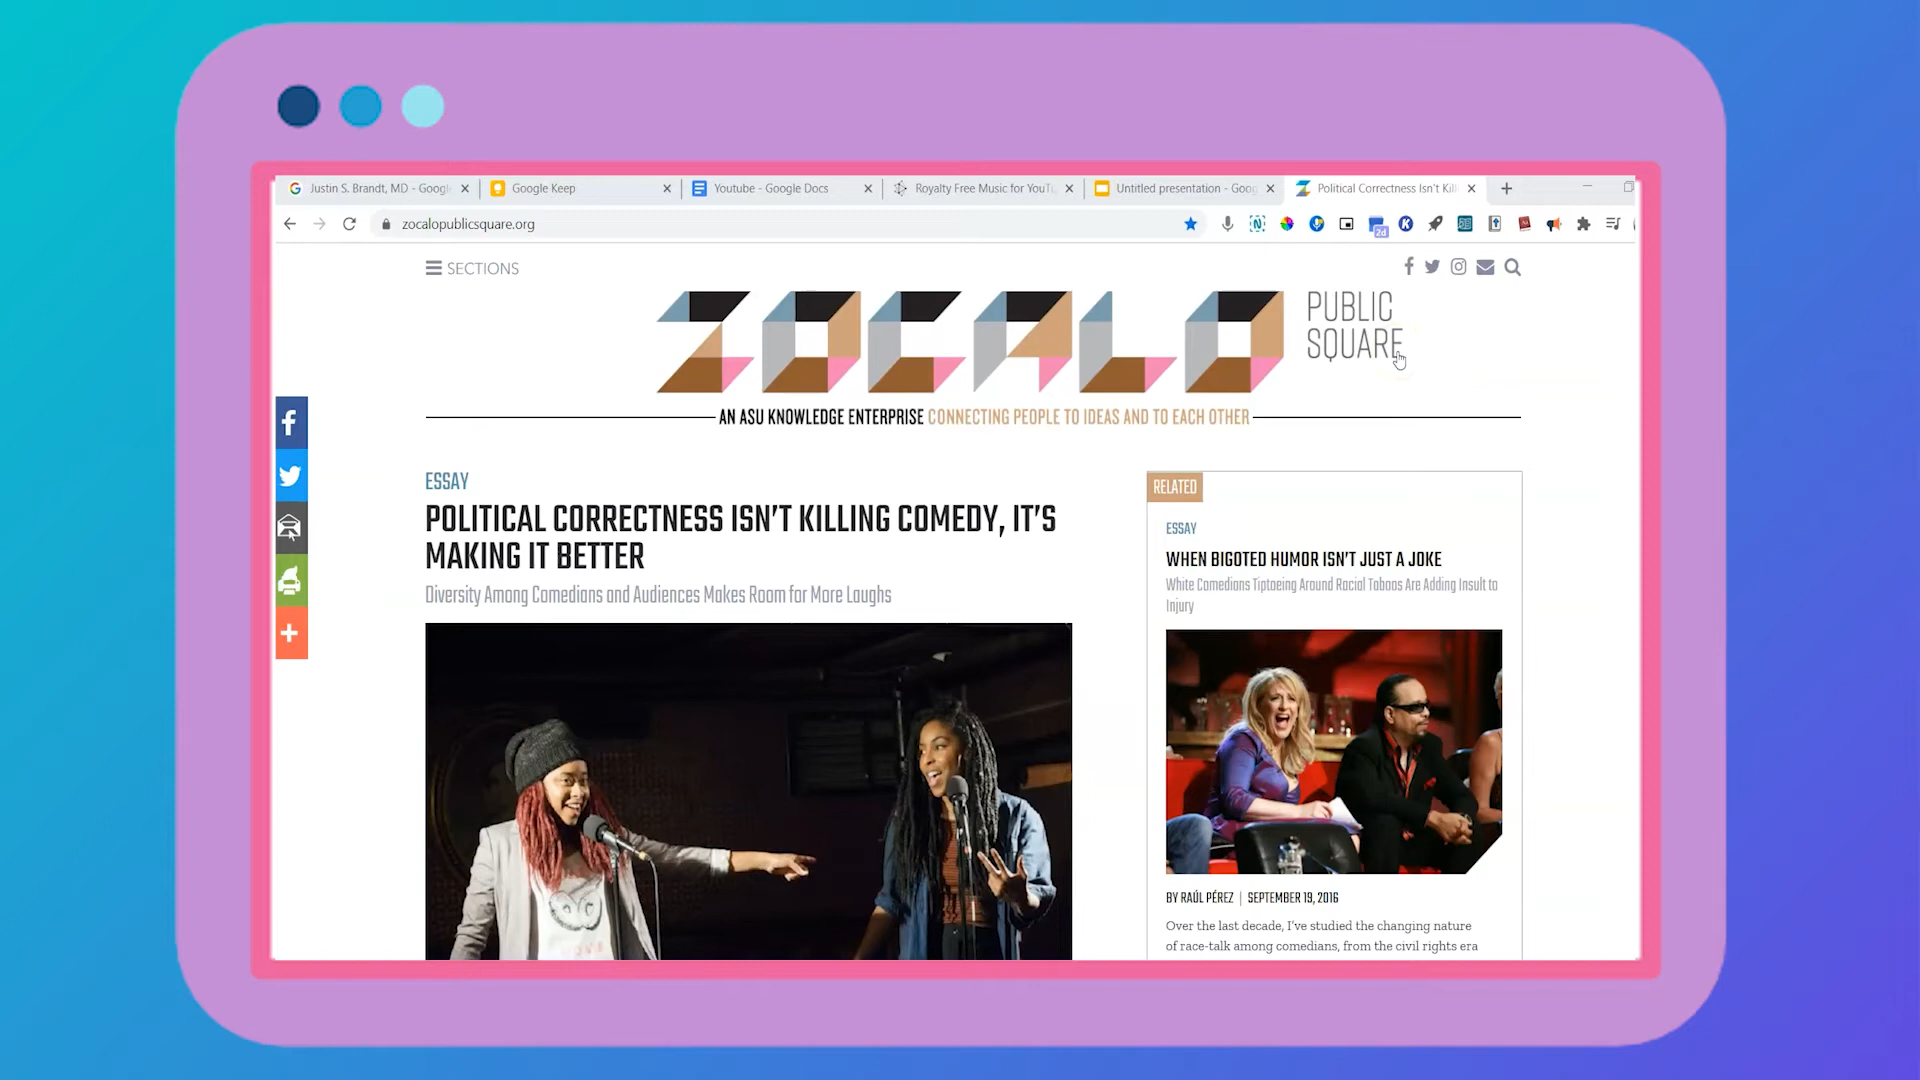 Justin S. Brandt, MD - Googl
Google Keep
Youtube - Google Docs
Royalty Free Music for YouTu
Untitled presentation - Goog
Political Correctness Isn't Kill
zocalopublicsquare.org
2d
SECTIONS
ZOCALO
PUBLIC
SQUARE
AN ASU KNOWLEDGE ENTERPRISE CONNECTING PEOPLE TO IDEAS AND TO EACH OTHER
ESSAY
POLITICAL CORRECTNESS ISN'T KILLING COMEDY, IT'S
MAKING IT BETTER
Diversity Among Comedians and Audiences Makes Room for More Laughs
RELATED
ESSAY
WHEN BIGOTED HUMOR ISN'T JUST A JOKE
White Comedians Tiptoeing Around Racial Taboos Are Adding Insult to
Injury
BY RAÚL PÉREZ | SEPTEMBER 19, 2016
Over the last decade, I've studied the changing nature
of race-talk among comedians, from the civil rights era